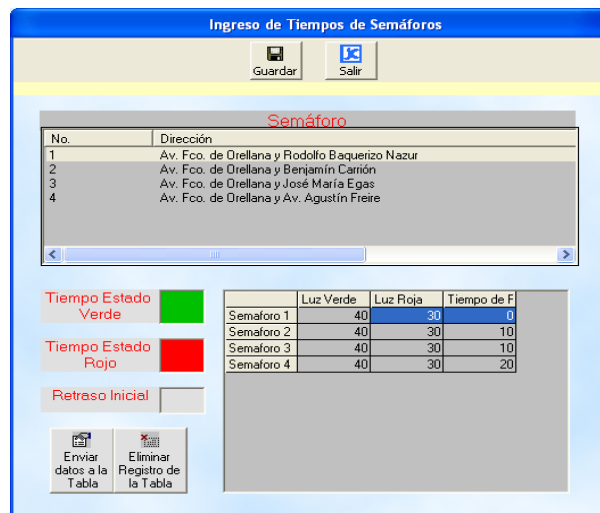 Ingreso de Tiempos de Semáforos
Guardar Salir
Semáforo
No. Dirección
1 Av. Fco. de Orellana y Rodolfo Baquerizo Nazur
2 Av. Fco. de Orellana y Benjamín Carrión
3 Av. Fco. de Orellana y José María Egas
4 Av. Fco. de Orellana y Av. Agustín Freire
Tiempo Estado
Verde
Tiempo Estado
Rojo
Retraso Inicial
Enviar
datos a la
Tabla
Eliminar
Registro de
la Tabla
Luz Verde Luz Roja Tiempo de F
Semaforo 1 40 30 0
Semaforo 2 40 30 10
Semaforo 3 40 30 10
Semaforo 4 40 30 20